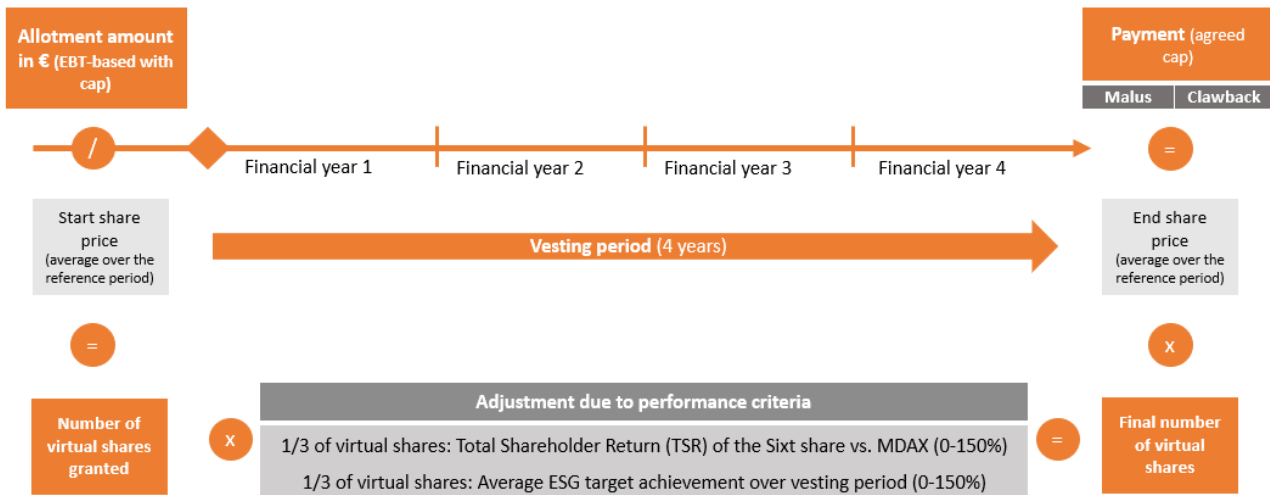 Allotment amount
in € (EBT-based with
cap)
Payment (agreed
cap)
Malus
Clawback
/
Financial year 1
Financial year 2
Financial year 3
Financial year 4
=
Start share
price
(average over the
reference period)
Vesting period (4 years)
End share
price
(average over the
reference period)
=
x
Number of
virtual shares
granted
x
Adjustment due to performance criteria
1/3 of virtual shares: Total Shareholder Return (TSR) of the Sixt share vs. MDAX (0-150%)
1/3 of virtual shares: Average ESG target achievement over vesting period (0-150%)
=
Final number
of virtual
shares